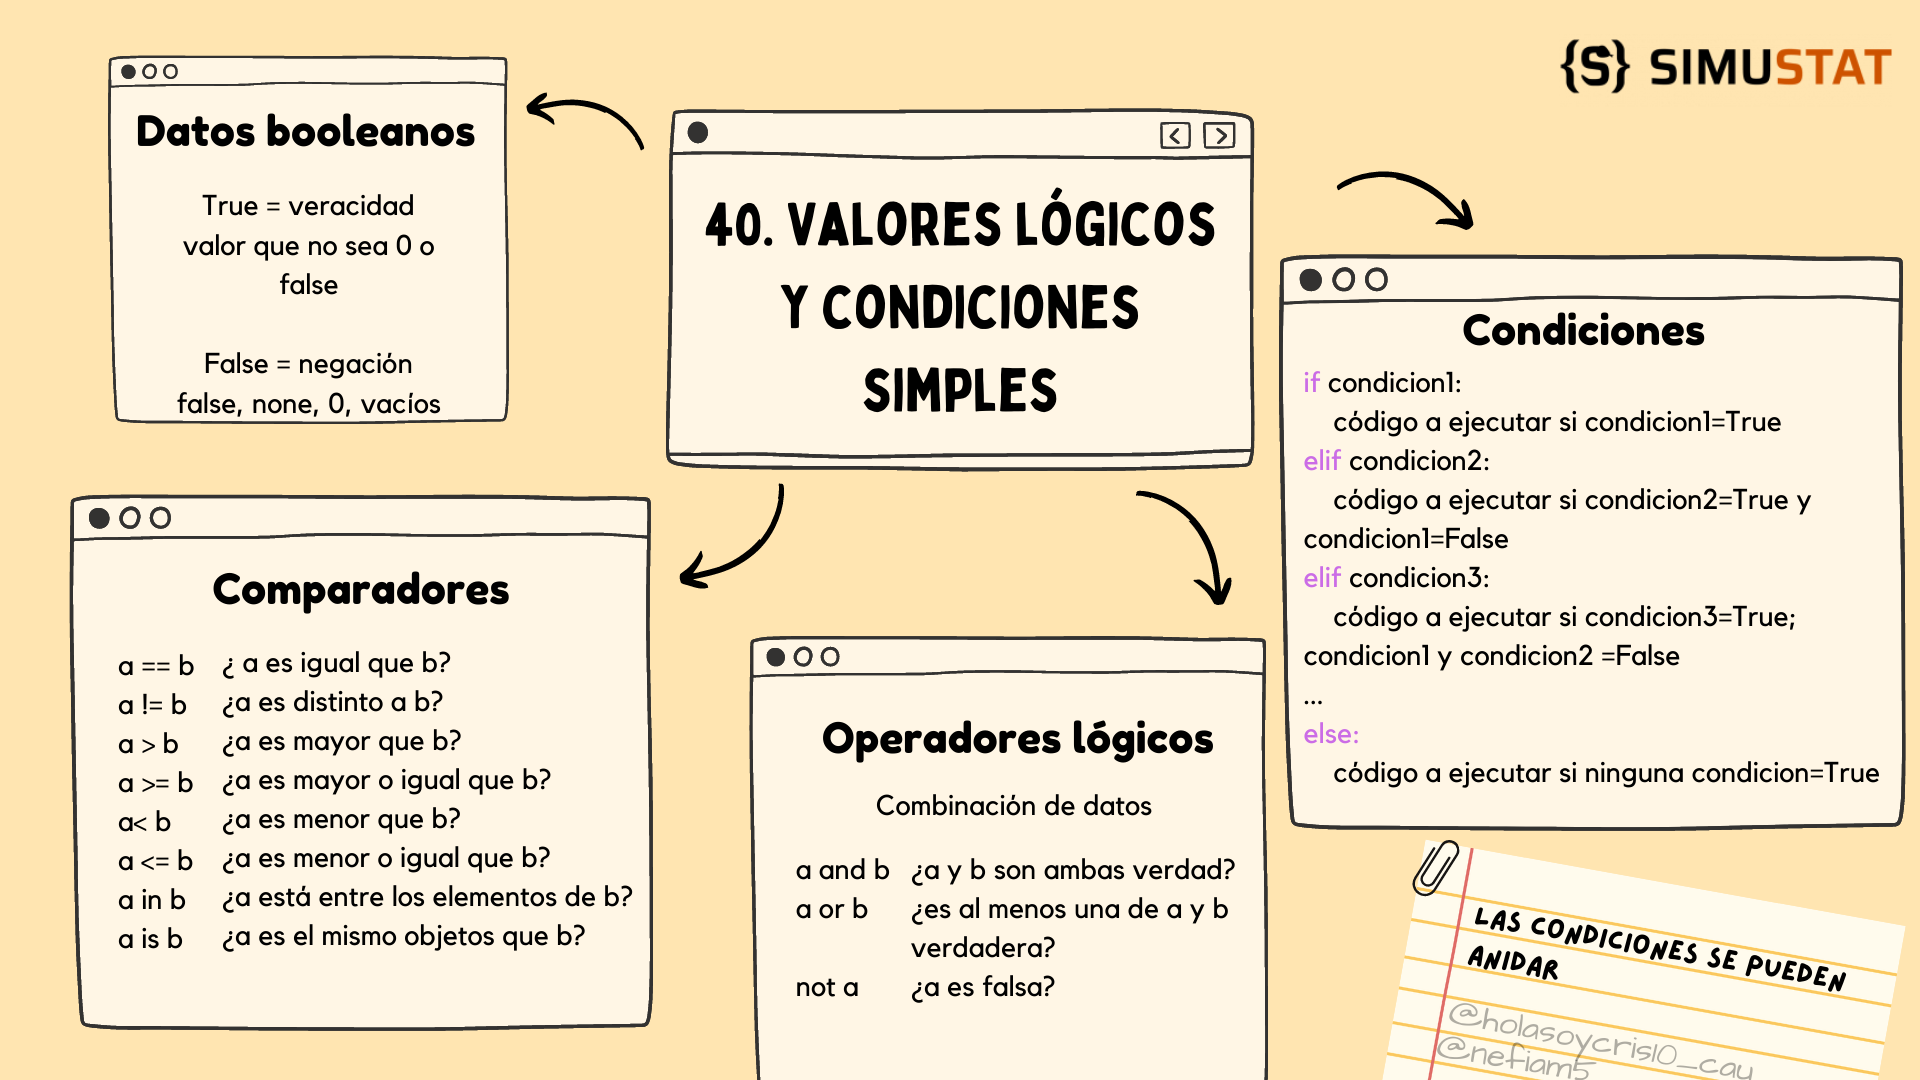 {S} SIMUSTAT
Datos booleanos
True = veracidad
valor que no sea 0 o
false
False = negación
false, none, 0, vacíos
40. VALORES LÓGICOS
Y CONDICIONES
SIMPLES
Condiciones
if condicion1:
código a ejecutar si condicion1=True
elif condicion2:
código a ejecutar si condicion2=True y
condicion1=False
elif condicion3:
código a ejecutar si condicion3=True;
condicion1 y condicion2 =False
...
else:
código a ejecutar si ninguna condicion=True
Comparadores
a == b ¿ a es igual que b?
a != b ¿a es distinto a b?
a > b ¿a es mayor que b?
a >= b ¿a es mayor o igual que b?
a< b ¿a es menor que b?
a <= b ¿a es menor o igual que b?
a in b ¿a está entre los elementos de b?
a is b ¿a es el mismo objetos que b?
Operadores lógicos
Combinación de datos
a and b ¿a y b son ambas verdad?
a or b ¿es al menos una de a y b
verdadera?
not a ¿a es falsa?
LAS CONDICIONES SE PUEDEN
ANIDAR
@holasoycris10_cau
@nefiam5